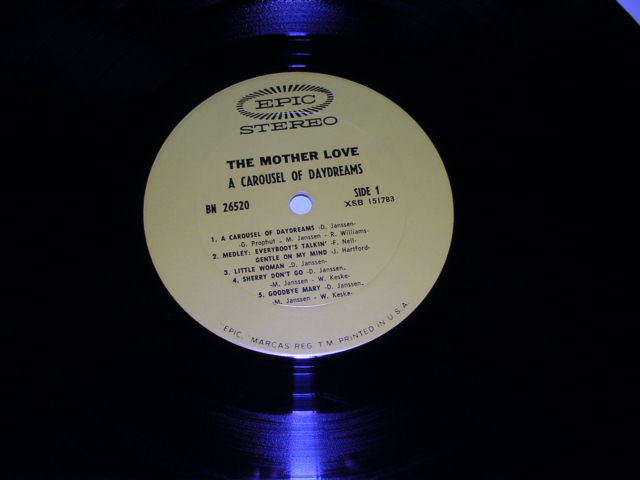 EPIC
STEREO
THE MOTHER LOVE
A CAROUSEL OF DAYDREAMS
BN 26520
SIDE 1
XSB 151783
1. A CAROUSEL OF DAYDREAMS -D. Janssen-
-G. Prophut - M. Janssen - R. Williams-
2. MEDLEY: EVERYBODY'S TALKIN' -F. Neil-
GENTLE ON MY MIND -J. Hartford-
3. LITTLE WOMAN -D. Janssen-
4. SHERRY DON'T GO -D. Janssen-
-M. Janssen - W. Keske-
5. GOODBYE MARY -D. Janssen-
-M. Janssen - W. Keske-
"EPIC," MARCAS REG. T.M. PRINTED IN U.S.A.